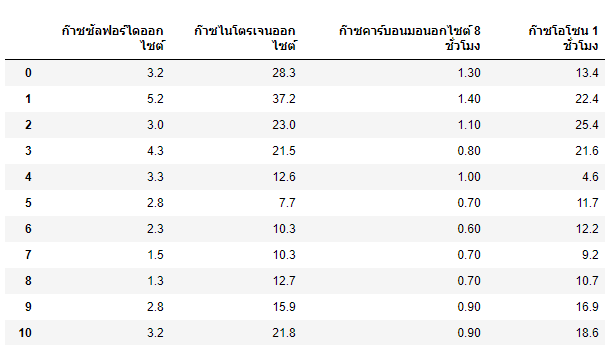 ก๊าซซัลฟอร์ไดออกไซด์ ก๊าซไนโตรเจนออกไซด์ ก๊าซคาร์บอนมอนอกไซด์ 8 ชั่วโมง ก๊าซโอโซน 1 ชั่วโมง
0 3.2 28.3 1.30 13.4
1 5.2 37.2 1.40 22.4
2 3.0 23.0 1.10 25.4
3 4.3 21.5 0.80 21.6
4 3.3 12.6 1.00 4.6
5 2.8 7.7 0.70 11.7
6 2.3 10.3 0.60 12.2
7 1.5 10.3 0.70 9.2
8 1.3 12.7 0.70 10.7
9 2.8 15.9 0.90 16.9
10 3.2 21.8 0.90 18.6